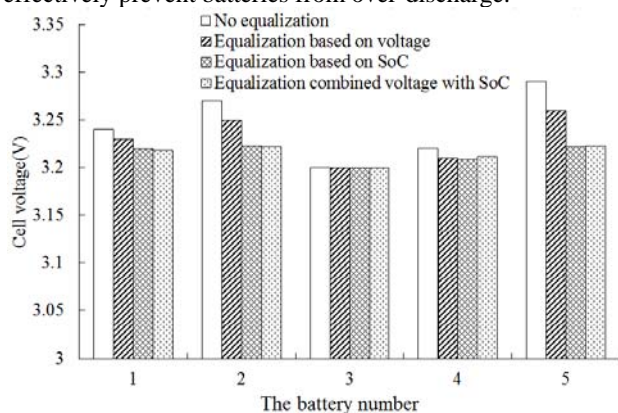 effectively prevent batteries from over-discharge.
No equalization
Equalization based on voltage
Equalization based on SoC
Equalization combined voltage with SoC
3.35
3.3
3.25
3.2
3.15
3.1
3.05
3
Cell voltage(V)
1 2 3 4 5
The battery number